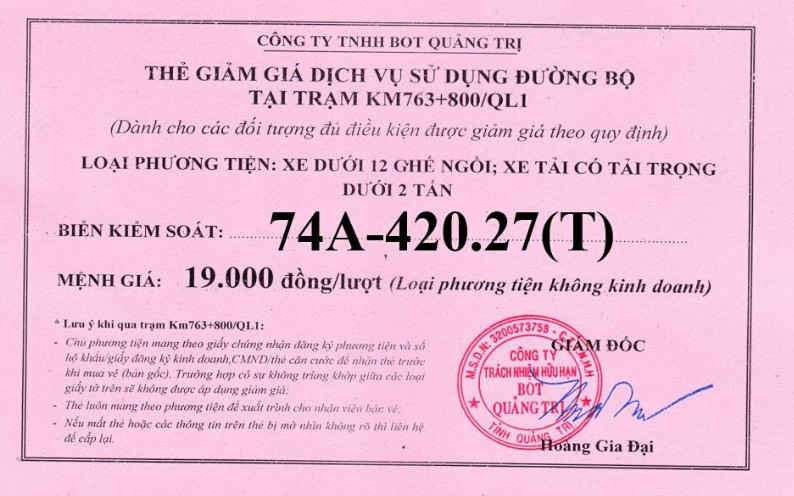 CÔNG TY TNHH BOT QUẢNG TRỊ
THẺ GIẢM GIÁ DỊCH VỤ SỬ DỤNG ĐƯỜNG BỘ
TẠI TRẠM KM763+800/QL1
(Dành cho các đối tượng đủ điều kiện được giảm giá theo quy định)
LOẠI PHƯƠNG TIỆN: XE DƯỚI 12 GHẾ NGỒI; XE TẢI CÓ TẢI TRỌNG
DƯỚI 2 TẤN
BIỂN KIỂM SOÁT: 74A-420.27(T)
MỆNH GIÁ: 19.000 đồng/lượt (Loại phương tiện không kinh doanh)
* Lưu ý khi qua trạm Km763+800/QL1:
- Chủ phương tiện mang theo giấy chứng nhận đăng ký phương tiện và sổ
hộ khẩu/giấy đăng ký kinh doanh,CMND/thẻ căn cước để nhận thẻ trước
khi mua vé (bản gốc). Trường hợp có sự không trùng khớp giữa các loại
giấy tờ trên sẽ không được áp dụng giảm giá;
- Thẻ luôn mang theo phương tiện để xuất trình cho nhân viên bán vé;
- Nếu mất thẻ hoặc các thông tin trên thẻ bị mờ nhìn không rõ thì liên hệ
để cấp lại.
GIÁM ĐỐC
M.S.D.N: 3200573758 - C.T.T.N.H.H
CÔNG TY
TRÁCH NHIỆM HỮU HẠN
BOT
QUẢNG TRỊ
TỈNH QUẢNG TRỊ
Hoàng Gia Đại